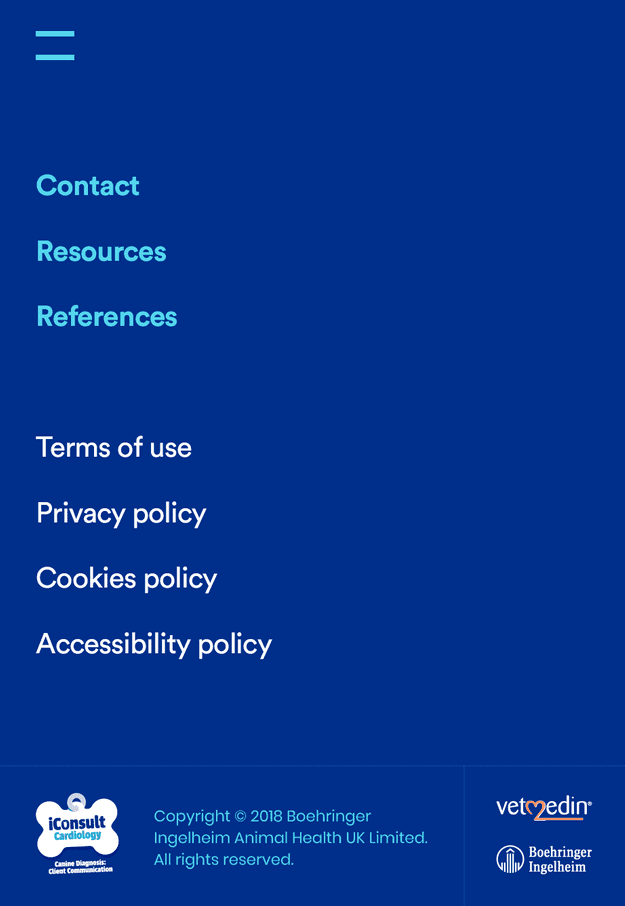 Contact
Resources
References
Terms of use
Privacy policy
Cookies policy
Accessibility policy
iConsult
Cardiology
Canine Diagnosis:
Client Communication
Copyright © 2018 Boehringer
Ingelheim Animal Health UK Limited.
All rights reserved.
vetmedin®
Boehringer
Ingelheim